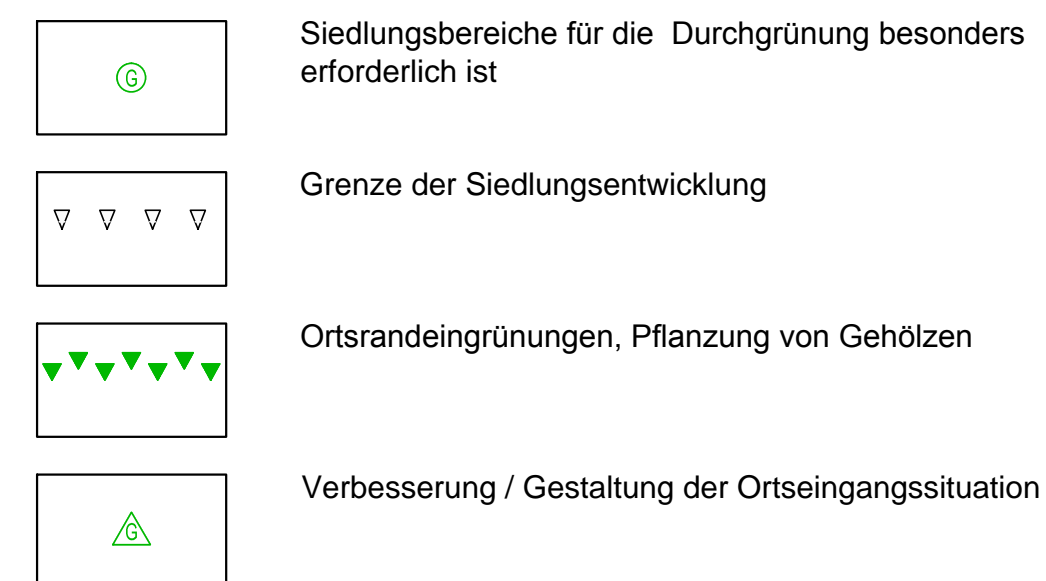 G
Siedlungsbereiche für die  Durchgrünung besonders
erforderlich ist
Grenze der Siedlungsentwicklung
Ortsrandeingrünungen, Pflanzung von Gehölzen
Verbesserung / Gestaltung der Ortseingangssituation
G